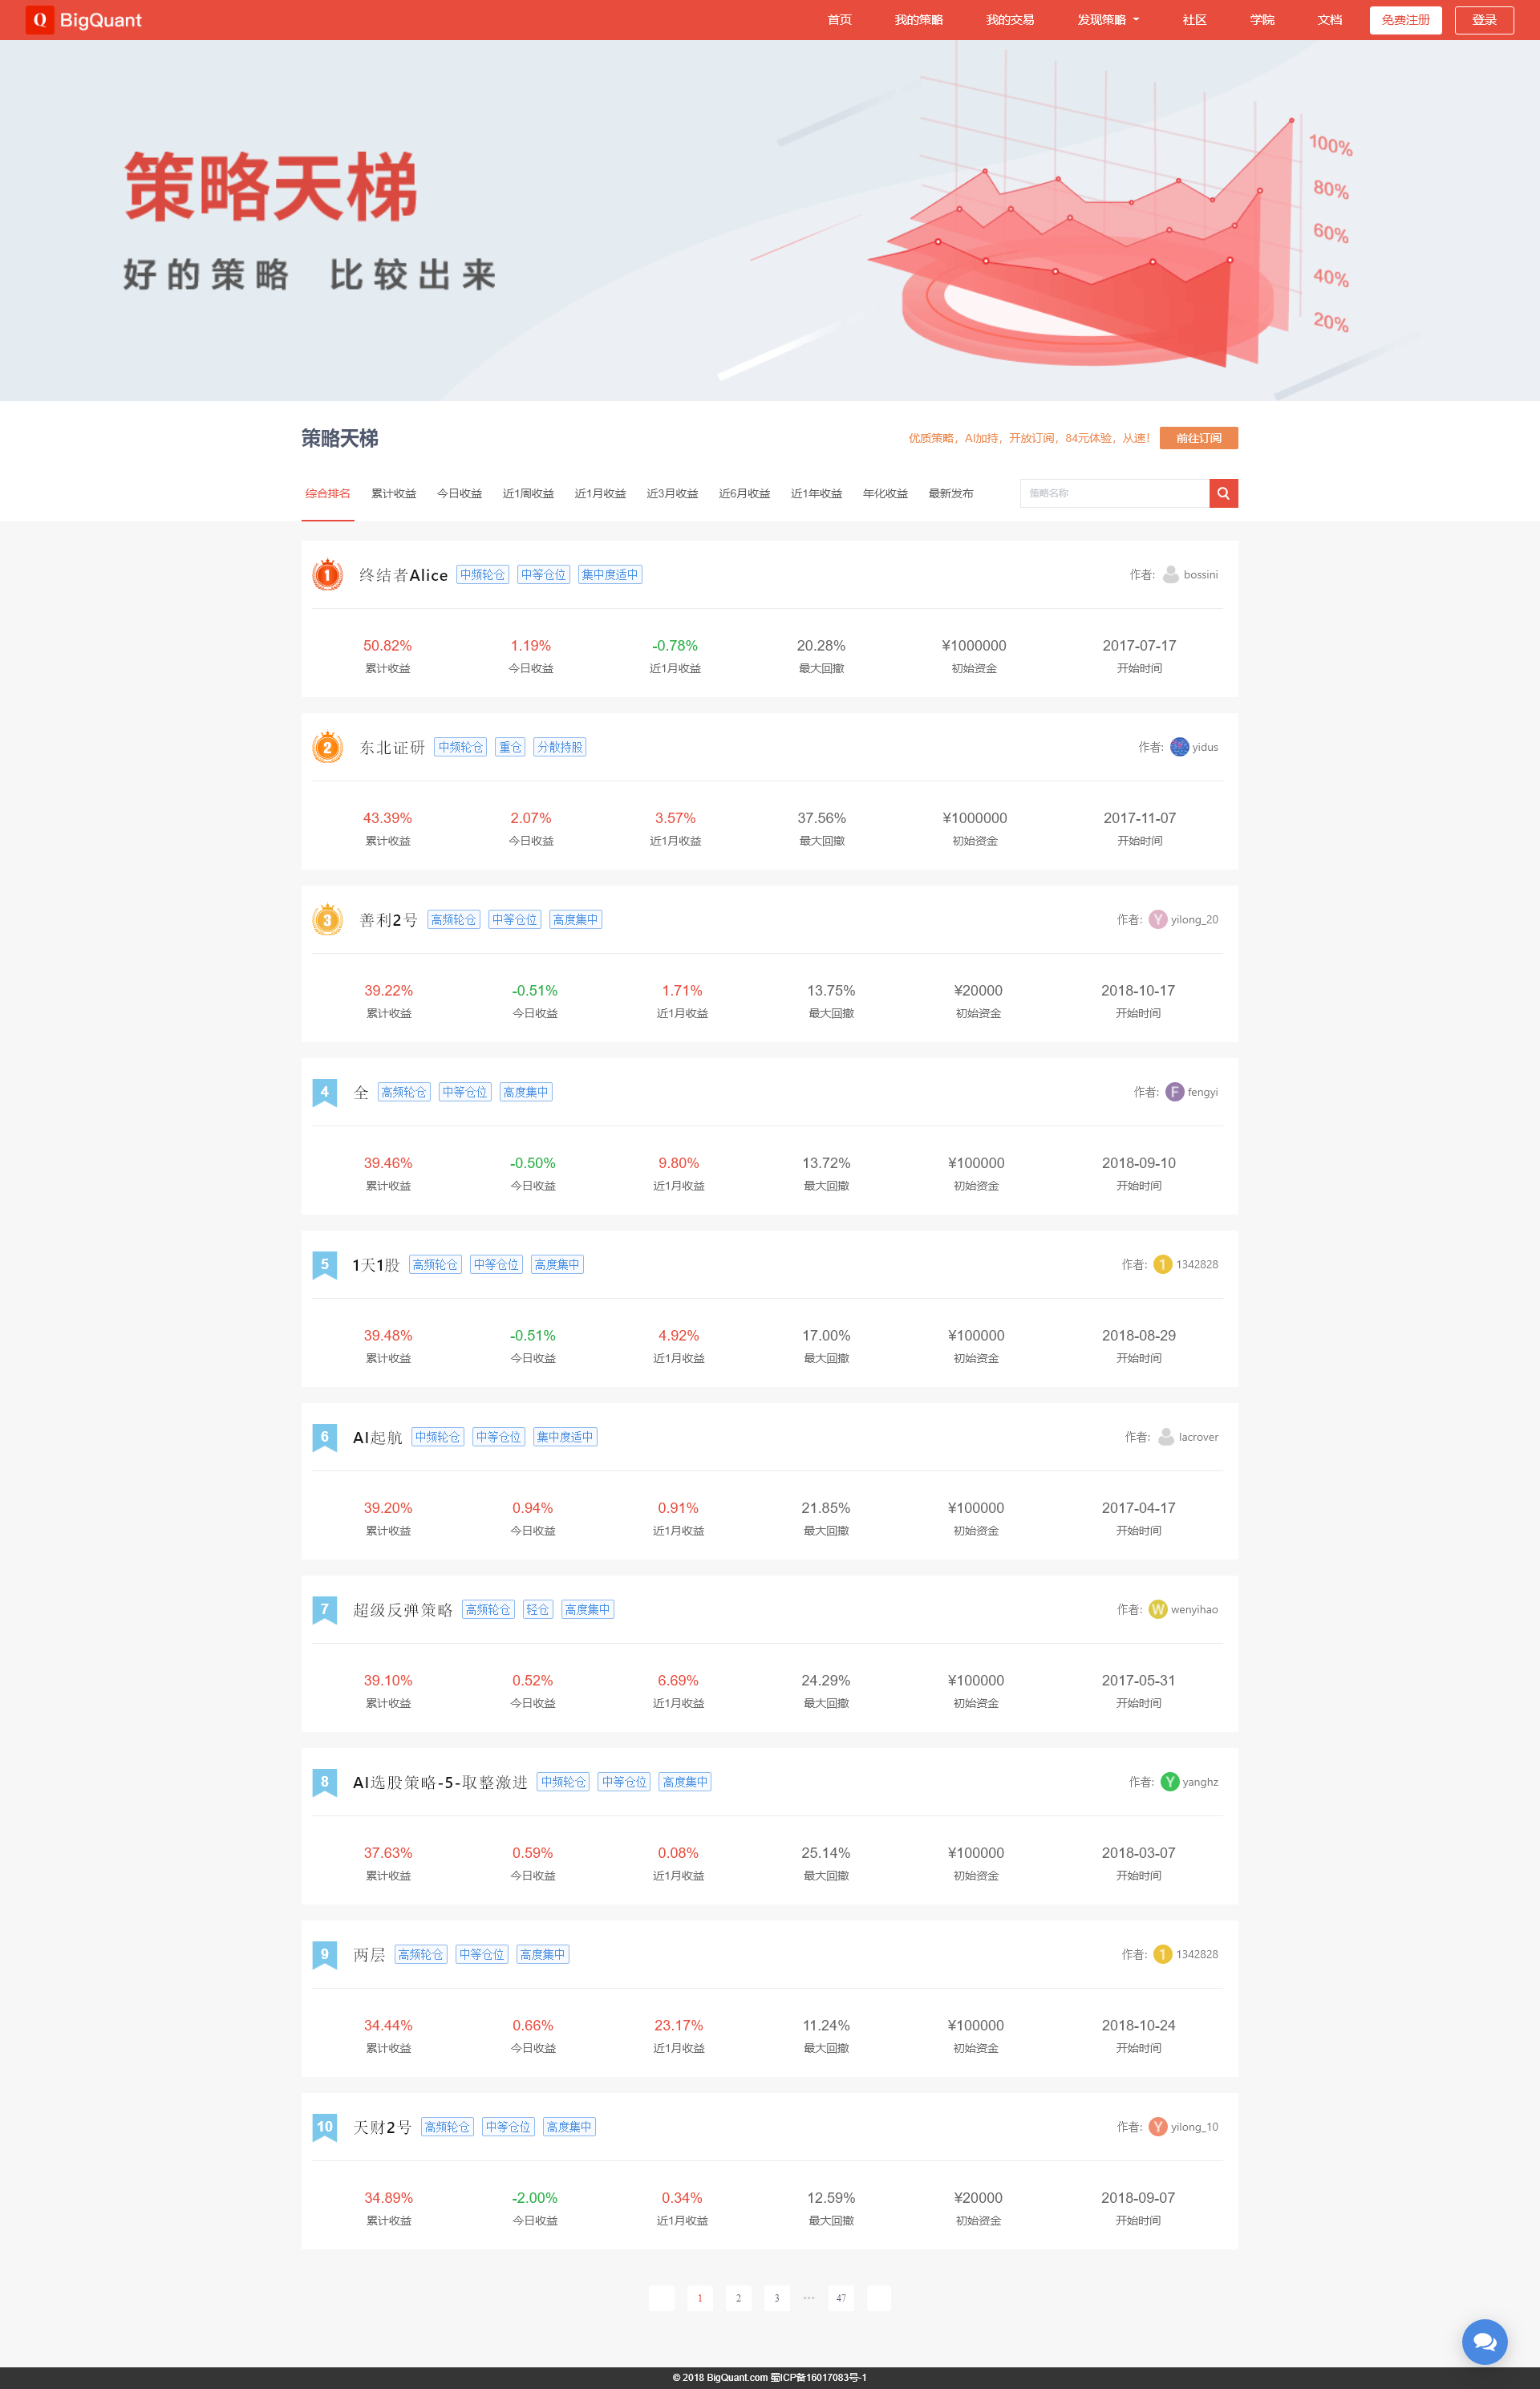 Q BigQuant 首页 我的策略 我的交易 发现策略 社区 学院 文档 免费注册 登录
策略天梯
好的策略 比较出来
100%
80%
60%
40%
20%
策略天梯 优质策略，AI加持，开放订阅，84元体验，从速！ 前往订阅
综合排名 累计收益 今日收益 近1周收益 近1月收益 近3月收益 近6月收益 近1年收益 年化收益 最新发布 策略名称
1 终结者Alice 中频轮仓 中等仓位 集中度适中 作者: bossini
50.82% 1.19% -0.78% 20.28% ¥1000000 2017-07-17
累计收益 今日收益 近1月收益 最大回撤 初始资金 开始时间
2 东北证研 中频轮仓 重仓 分散持股 作者: yidus
43.39% 2.07% 3.57% 37.56% ¥1000000 2017-11-07
累计收益 今日收益 近1月收益 最大回撤 初始资金 开始时间
3 善利2号 高频轮仓 中等仓位 高度集中 作者: Y yilong_20
39.22% -0.51% 1.71% 13.75% ¥20000 2018-10-17
累计收益 今日收益 近1月收益 最大回撤 初始资金 开始时间
4 全 高频轮仓 中等仓位 高度集中 作者: F fengyi
39.46% -0.50% 9.80% 13.72% ¥100000 2018-09-10
累计收益 今日收益 近1月收益 最大回撤 初始资金 开始时间
5 1天1股 高频轮仓 中等仓位 高度集中 作者: 1 1342828
39.48% -0.51% 4.92% 17.00% ¥100000 2018-08-29
累计收益 今日收益 近1月收益 最大回撤 初始资金 开始时间
6 AI起航 中频轮仓 中等仓位 集中度适中 作者: lacrover
39.20% 0.94% 0.91% 21.85% ¥100000 2017-04-17
累计收益 今日收益 近1月收益 最大回撤 初始资金 开始时间
7 超级反弹策略 高频轮仓 轻仓 高度集中 作者: W wenyihao
39.10% 0.52% 6.69% 24.29% ¥100000 2017-05-31
累计收益 今日收益 近1月收益 最大回撤 初始资金 开始时间
8 AI选股策略-5-取整激进 中频轮仓 中等仓位 高度集中 作者: Y yanghz
37.63% 0.59% 0.08% 25.14% ¥100000 2018-03-07
累计收益 今日收益 近1月收益 最大回撤 初始资金 开始时间
9 两层 高频轮仓 中等仓位 高度集中 作者: 1 1342828
34.44% 0.66% 23.17% 11.24% ¥100000 2018-10-24
累计收益 今日收益 近1月收益 最大回撤 初始资金 开始时间
10 天财2号 高频轮仓 中等仓位 高度集中 作者: Y yilong_10
34.89% -2.00% 0.34% 12.59% ¥20000 2018-09-07
累计收益 今日收益 近1月收益 最大回撤 初始资金 开始时间
1 2 3 ••• 47
© 2018 BigQuant.com 蜀ICP备16017083号-1